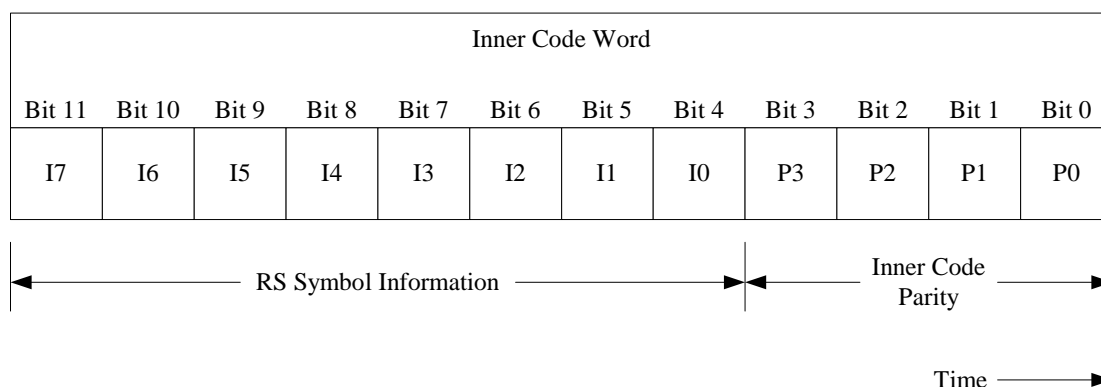 Inner Code Word
Bit 11 Bit 10 Bit 9 Bit 8 Bit 7 Bit 6 Bit 5 Bit 4 Bit 3 Bit 2 Bit 1 Bit 0
I7 I6 I5 I4 I3 I2 I1 I0 P3 P2 P1 P0
RS Symbol Information
Inner Code
Parity
Time